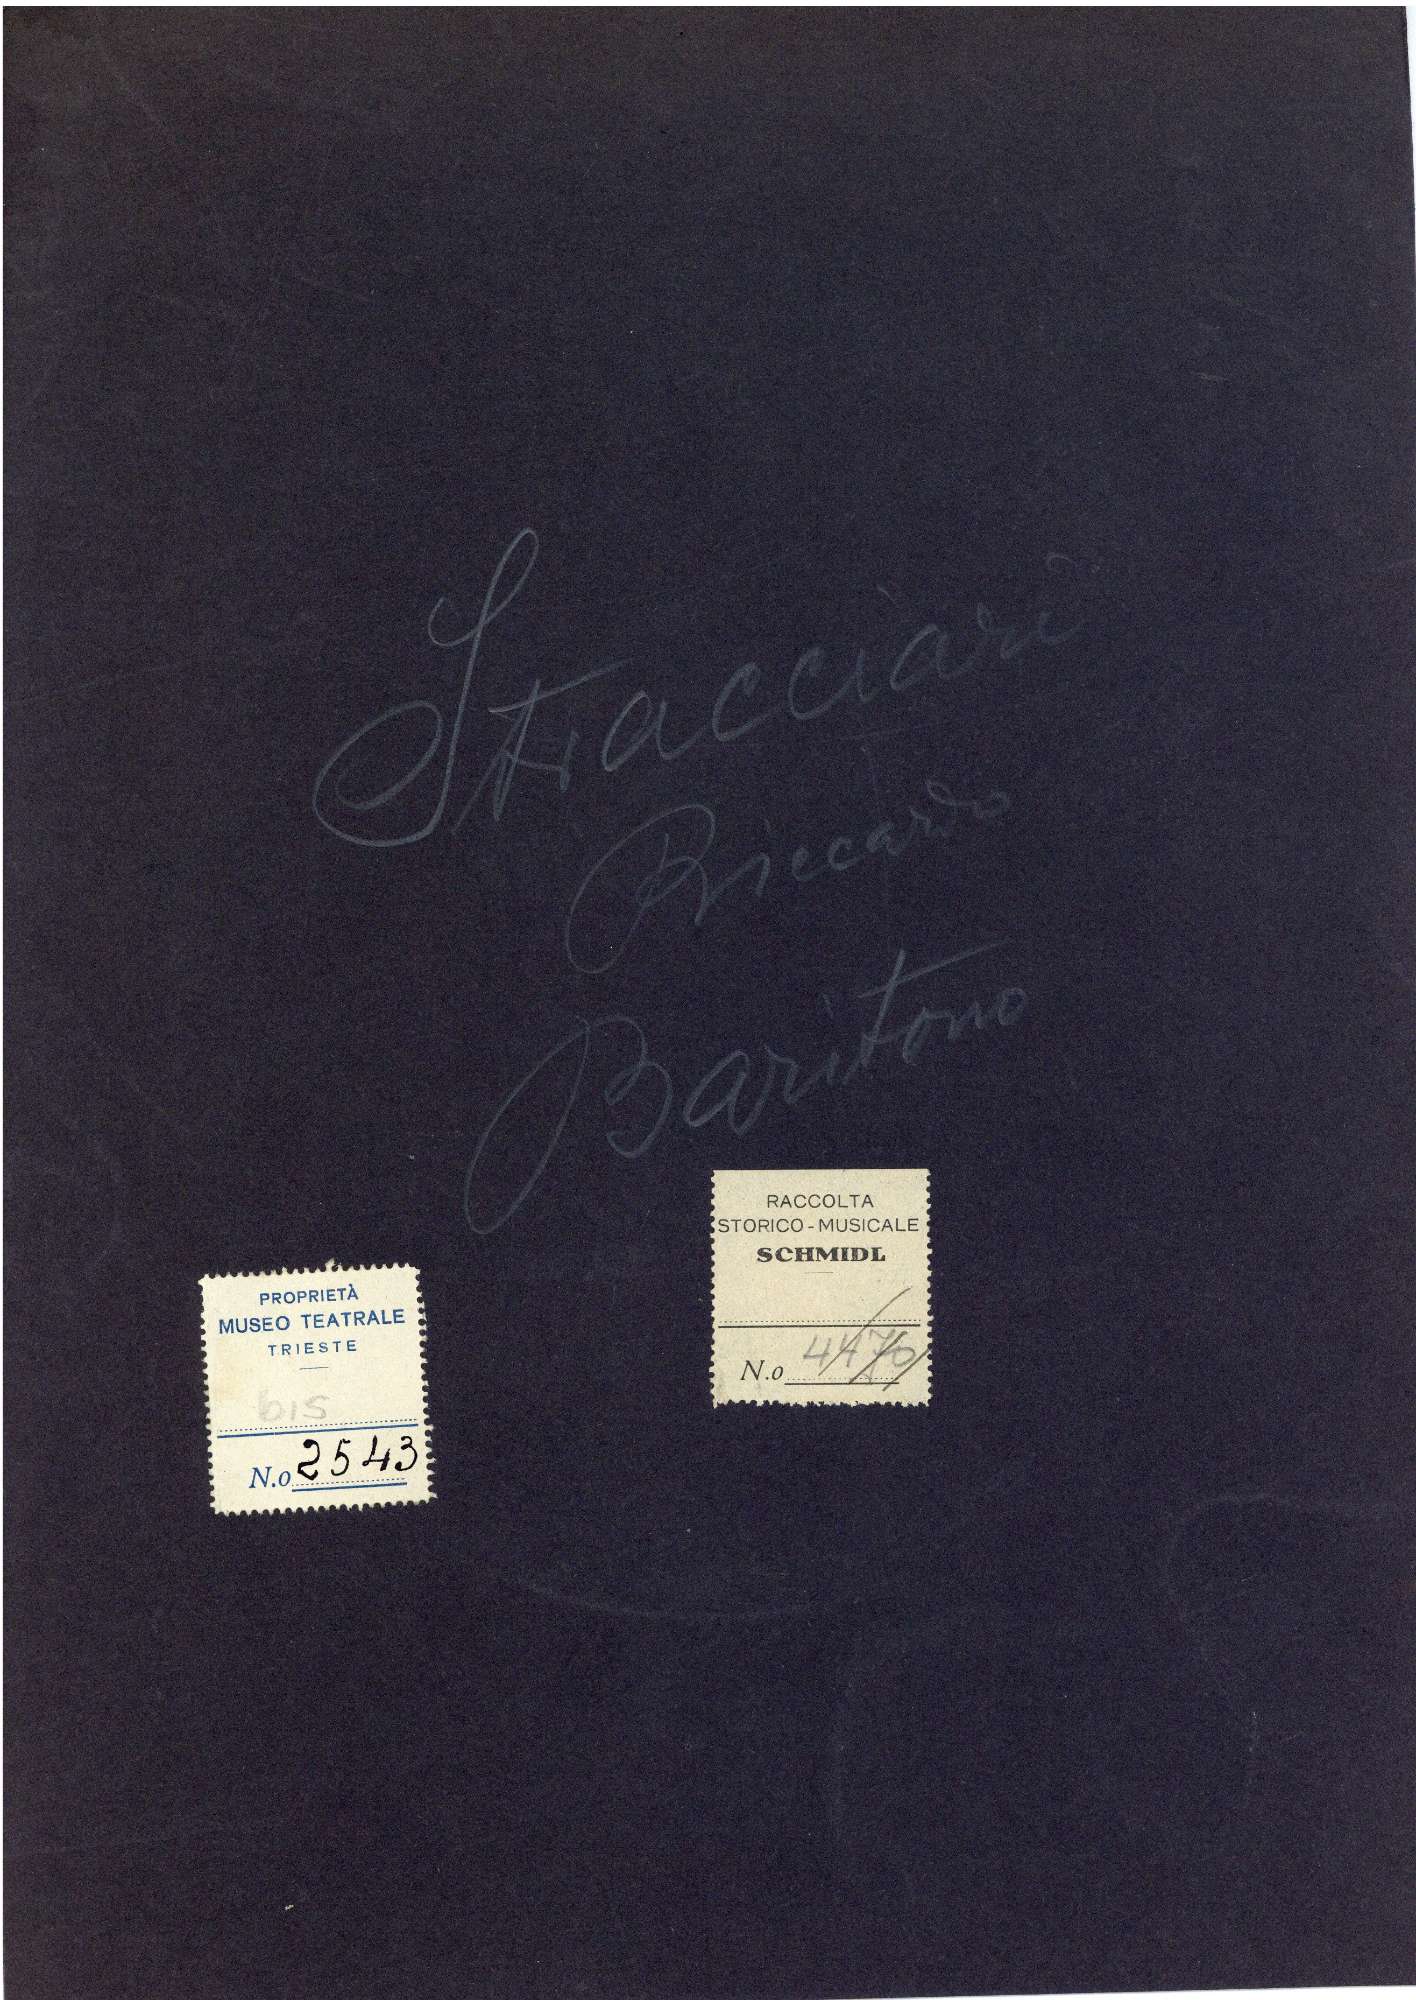 Stracciari
Riccardo
Baritono
RACCOLTA
STORICO-MUSICALE
SCHMIDL
N.o 4470
PROPRIETÀ
MUSEO TEATRALE
TRIESTE
bis
N.o 2543